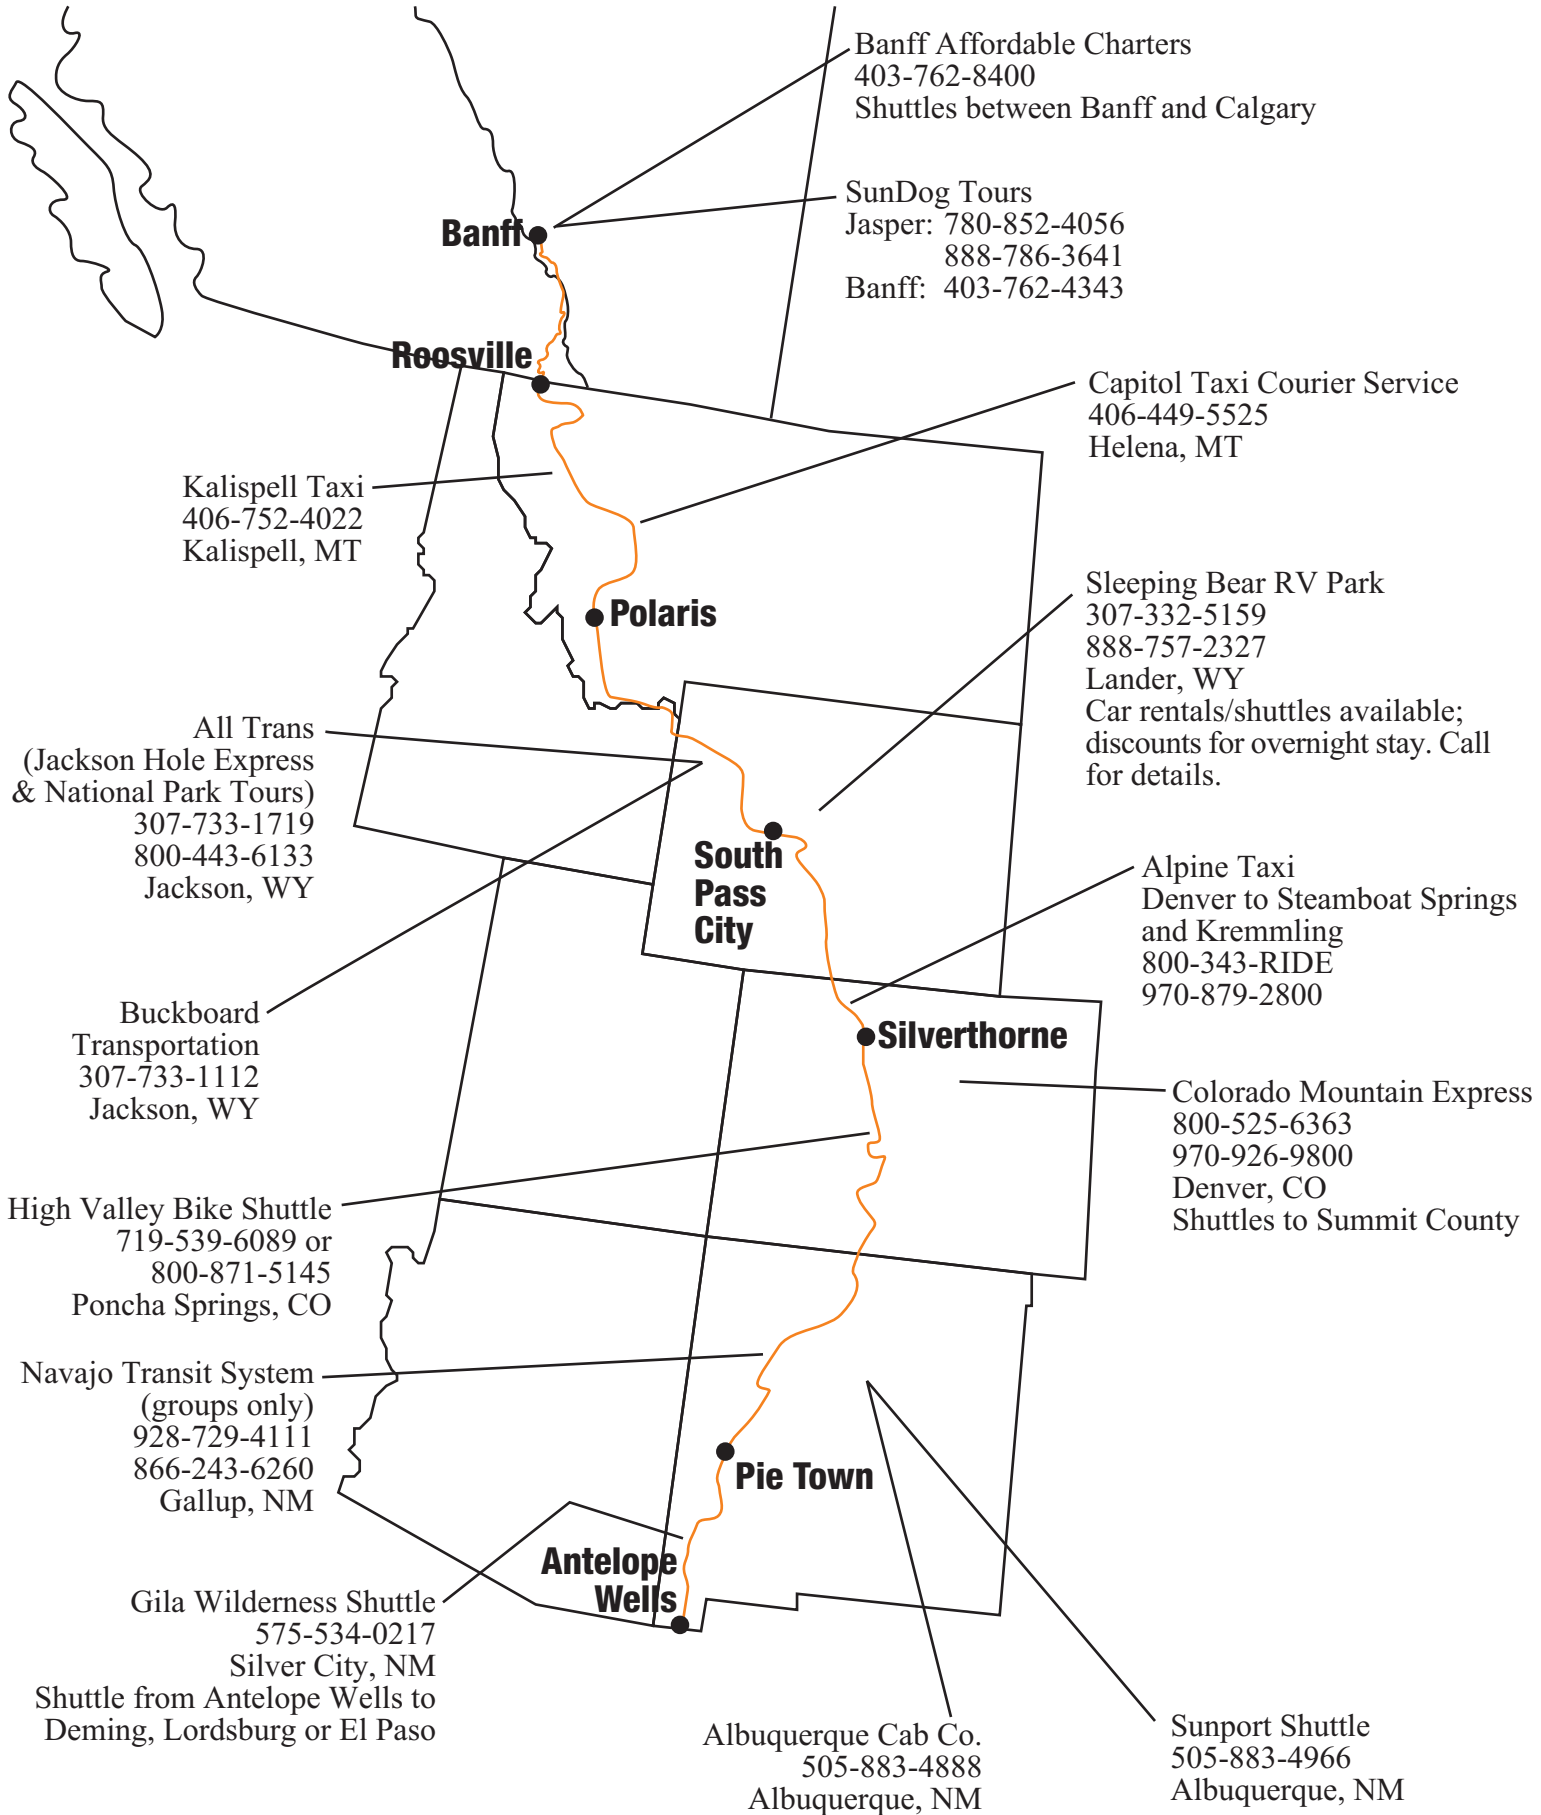 Banff Affordable Charters
403-762-8400
Shuttles between Banff and Calgary
SunDog Tours
Jasper: 780-852-4056
888-786-3641
Banff: 403-762-4343
Banff
Roosville
Capitol Taxi Courier Service
406-449-5525
Helena, MT
Kalispell Taxi
406-752-4022
Kalispell, MT
Polaris
Sleeping Bear RV Park
307-332-5159
888-757-2327
Lander, WY
Car rentals/shuttles available;
discounts for overnight stay. Call
for details.
All Trans
(Jackson Hole Express
& National Park Tours)
307-733-1719
800-443-6133
Jackson, WY
South
Pass
City
Alpine Taxi
Denver to Steamboat Springs
and Kremmling
800-343-RIDE
970-879-2800
Buckboard
Transportation
307-733-1112
Jackson, WY
Silverthorne
Colorado Mountain Express
800-525-6363
970-926-9800
Denver, CO
Shuttles to Summit County
High Valley Bike Shuttle
719-539-6089 or
800-871-5145
Poncha Springs, CO
Navajo Transit System
(groups only)
928-729-4111
866-243-6260
Gallup, NM
Pie Town
Antelope
Wells
Gila Wilderness Shuttle
575-534-0217
Silver City, NM
Shuttle from Antelope Wells to
Deming, Lordsburg or El Paso
Albuquerque Cab Co.
505-883-4888
Albuquerque, NM
Sunport Shuttle
505-883-4966
Albuquerque, NM